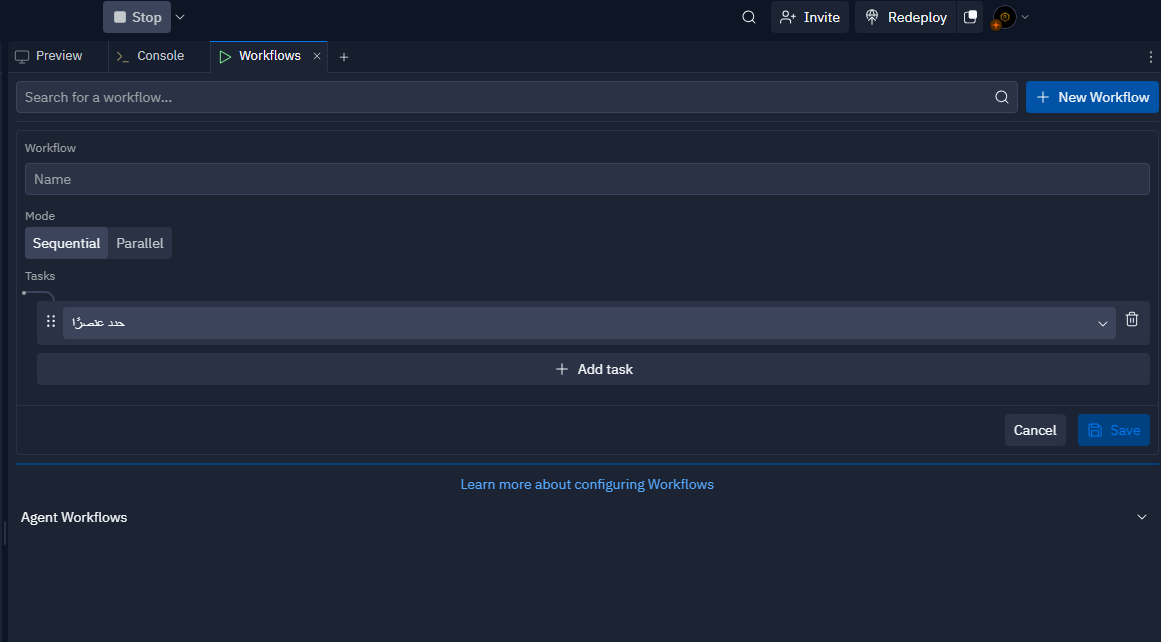 Stop
Invite
Redeploy
Preview
Console
Workflows
Search for a workflow...
New Workflow
Workflow
Name
Mode
Sequential
Parallel
Tasks
حدد عنصرًا
Add task
Cancel
Save
Learn more about configuring Workflows
Agent Workflows